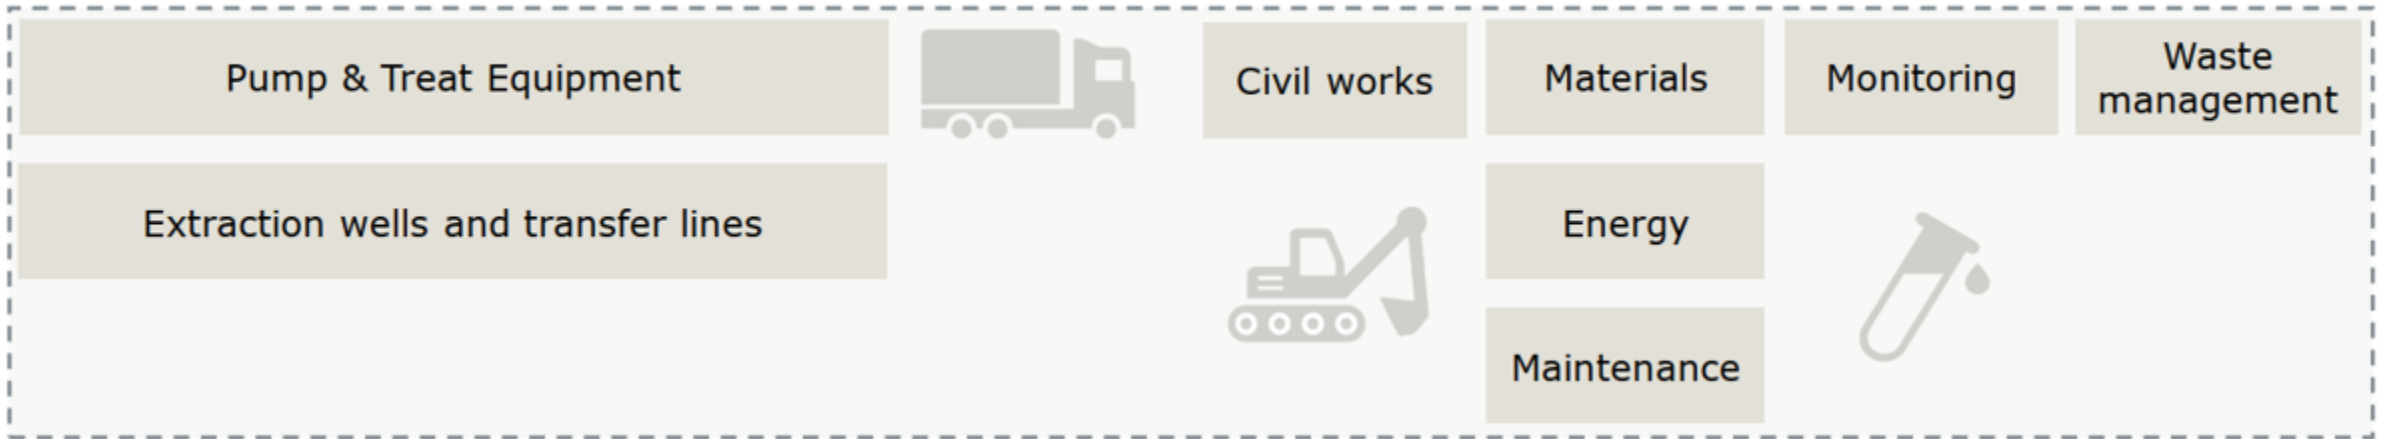 Pump & Treat Equipment
Civil works
Materials
Monitoring
Waste
management
Extraction wells and transfer lines
Energy
Maintenance